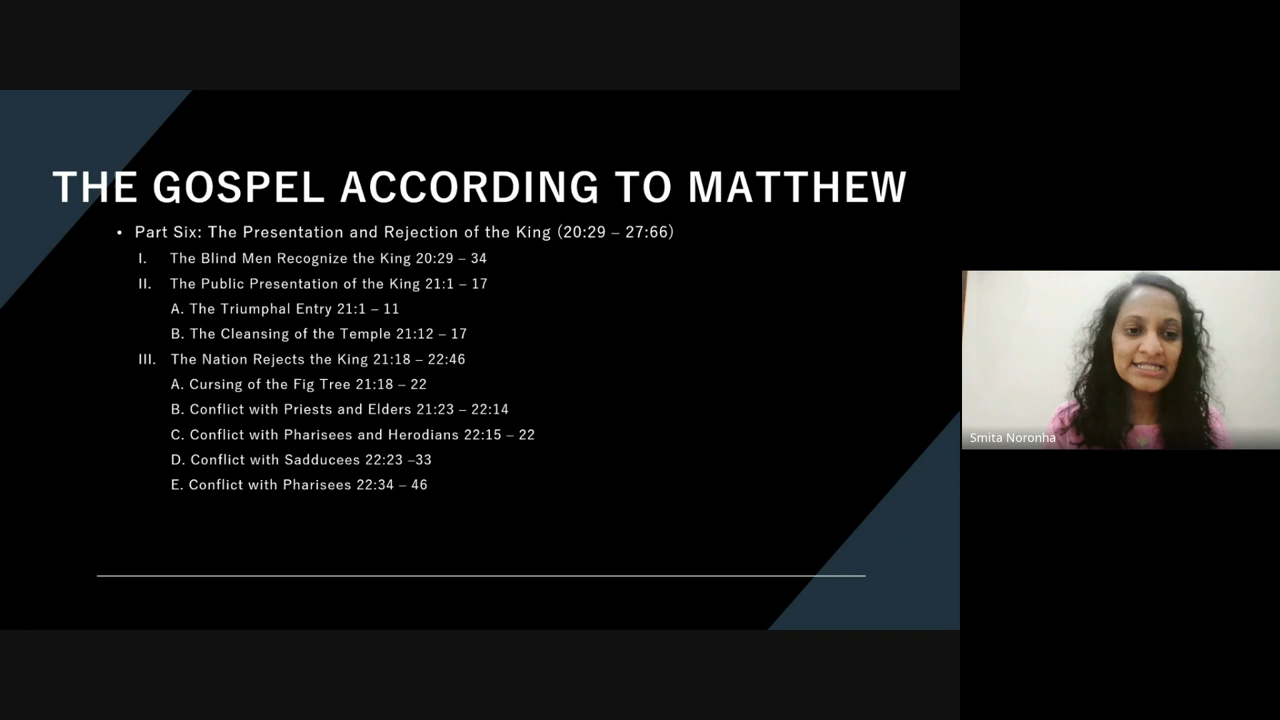 THE GOSPEL ACCORDING TO MATTHEW
• Part Six: The Presentation and Rejection of the King (20:29 – 27:66)
I. The Blind Men Recognize the King 20:29 – 34
II. The Public Presentation of the King 21:1 – 17
A. The Triumphal Entry 21:1 – 11
B. The Cleansing of the Temple 21:12 – 17
III. The Nation Rejects the King 21:18 – 22:46
A. Cursing of the Fig Tree 21:18 – 22
B. Conflict with Priests and Elders 21:23 – 22:14
C. Conflict with Pharisees and Herodians 22:15 – 22
D. Conflict with Sadducees 22:23 –33
E. Conflict with Pharisees 22:34 – 46
Smita Noronha